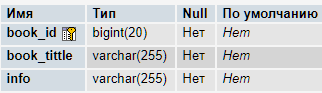 Имя Тип Null По умолчанию
book_id bigint(20) Нет Нет
book_tittle varchar(255) Нет Нет
info varchar(255) Нет Нет